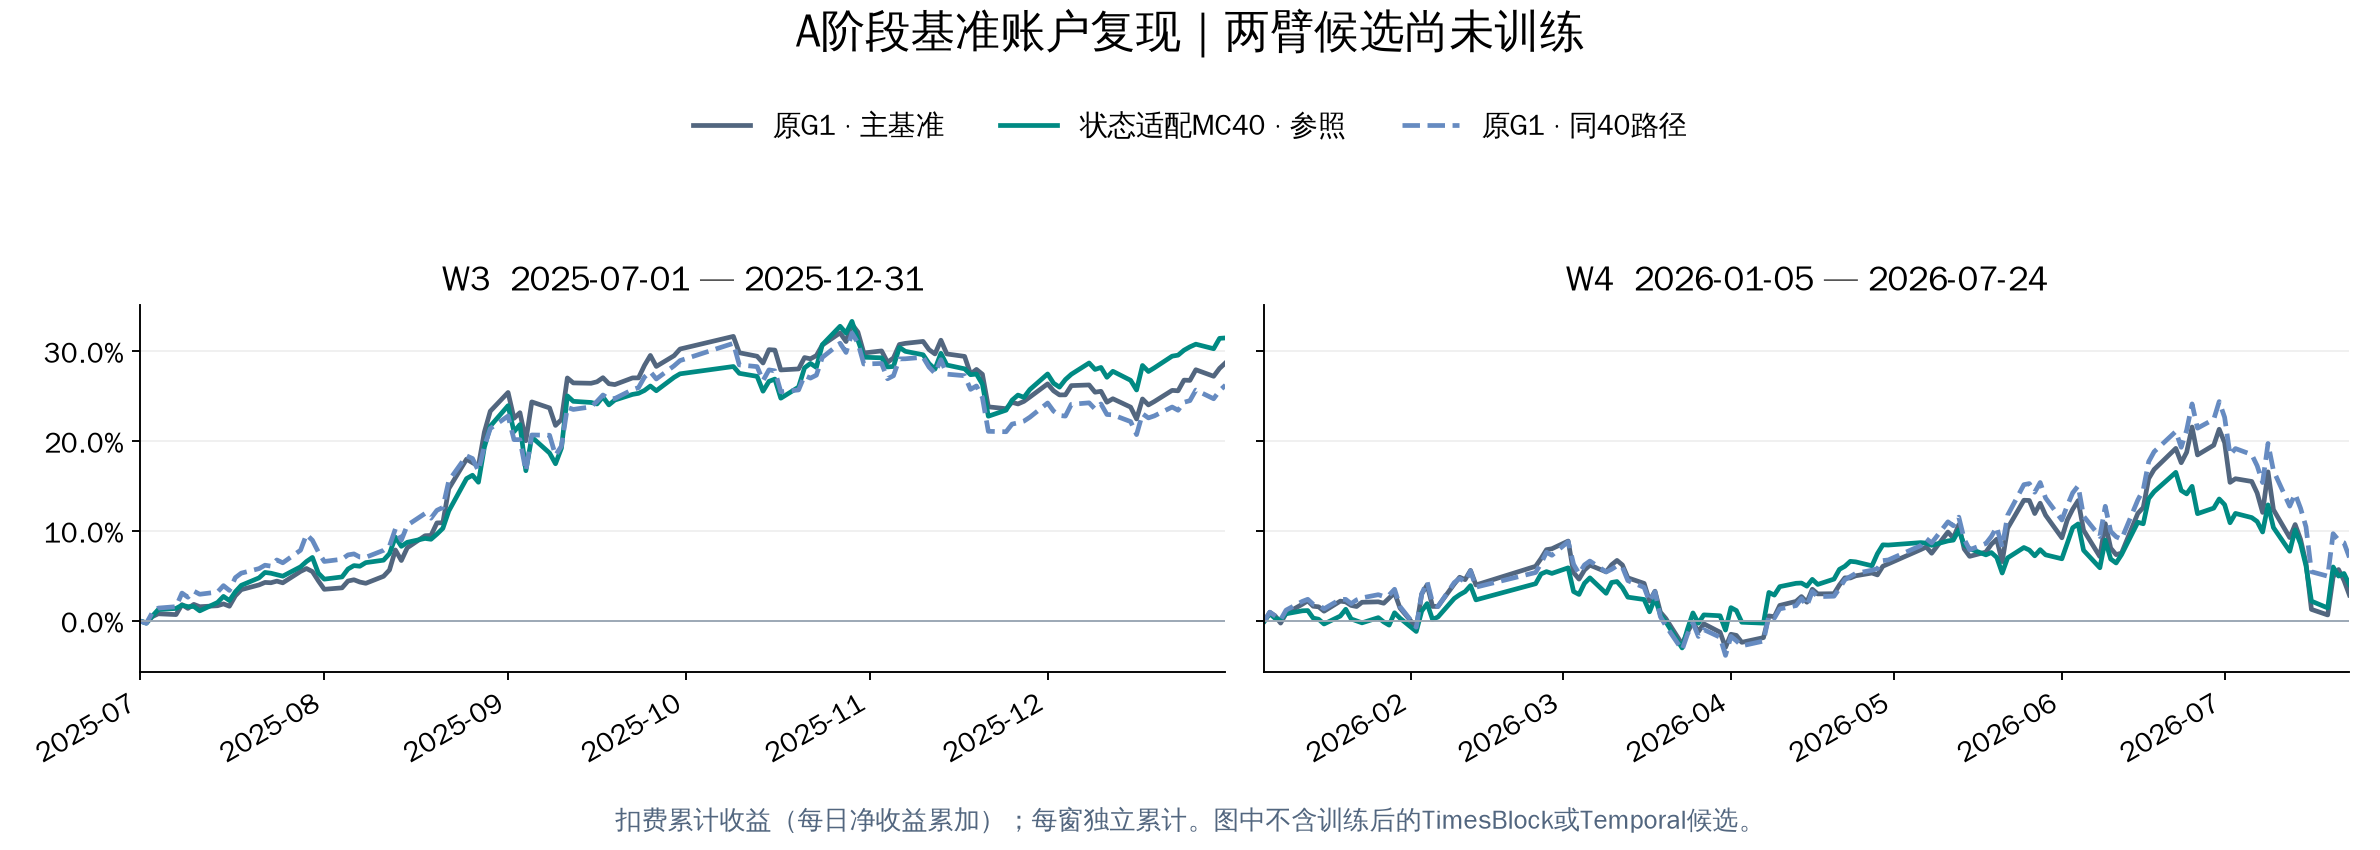 A阶段基准账户复现｜两臂候选尚未训练
原G1 · 主基准
状态适配MC40 · 参照
原G1 · 同40路径
W3 2025-07-01 — 2025-12-31
W4 2026-01-05 — 2026-07-24
30.0%
20.0%
10.0%
0.0%
2025-07
2025-08
2025-09
2025-10
2025-11
2025-12
2026-02
2026-03
2026-04
2026-05
2026-06
2026-07
扣费累计收益（每日净收益累加）；每窗独立累计。图中不含训练后的TimesBlock或Temporal候选。